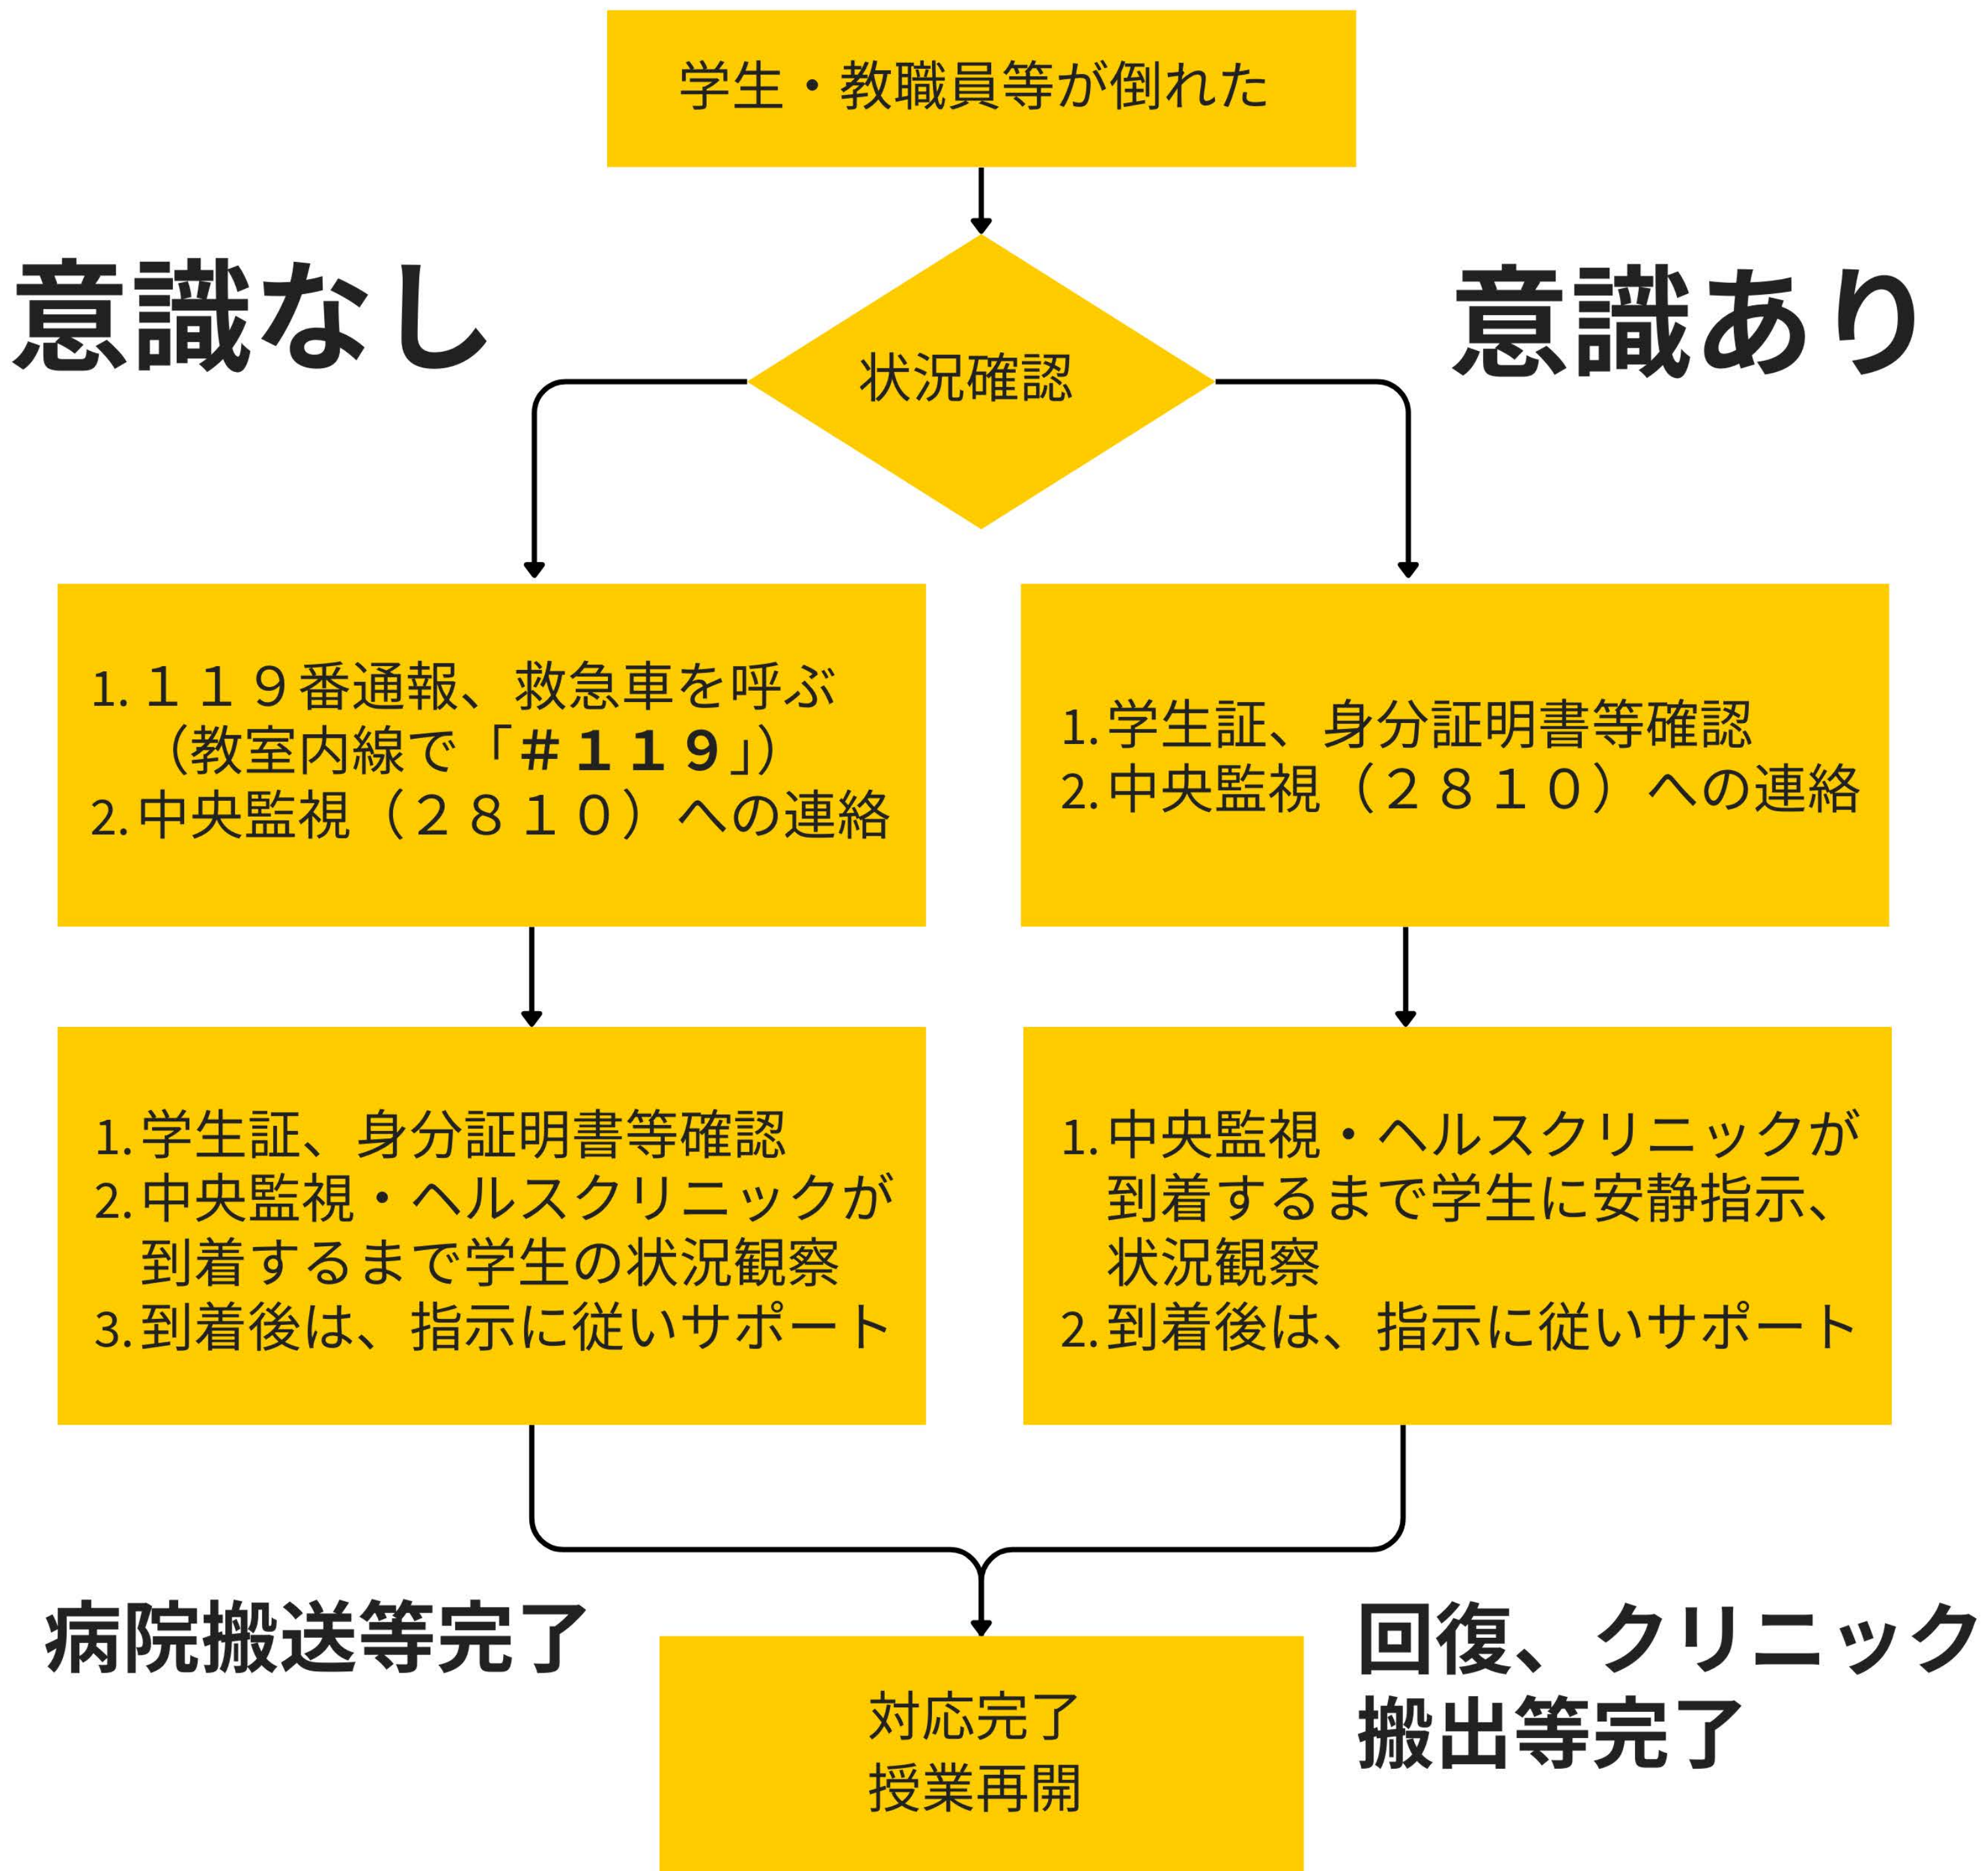 学生・教職員等が倒れた
意識なし
意識あり
状況確認
1.１１９番通報、救急車を呼ぶ
（教室内線で「＃１１９」）
2.中央監視（２８１０）への連絡
1.学生証、身分証明書等確認
2.中央監視（２８１０）への連絡
1.学生証、身分証明書等確認
2.中央監視・ヘルスクリニックが
到着するまで学生の状況観察
3.到着後は、指示に従いサポート
1.中央監視・ヘルスクリニックが
到着するまで学生に安静指示、
状況観察
2.到着後は、指示に従いサポート
病院搬送等完了
回後、クリニック
搬出等完了
対応完了
授業再開